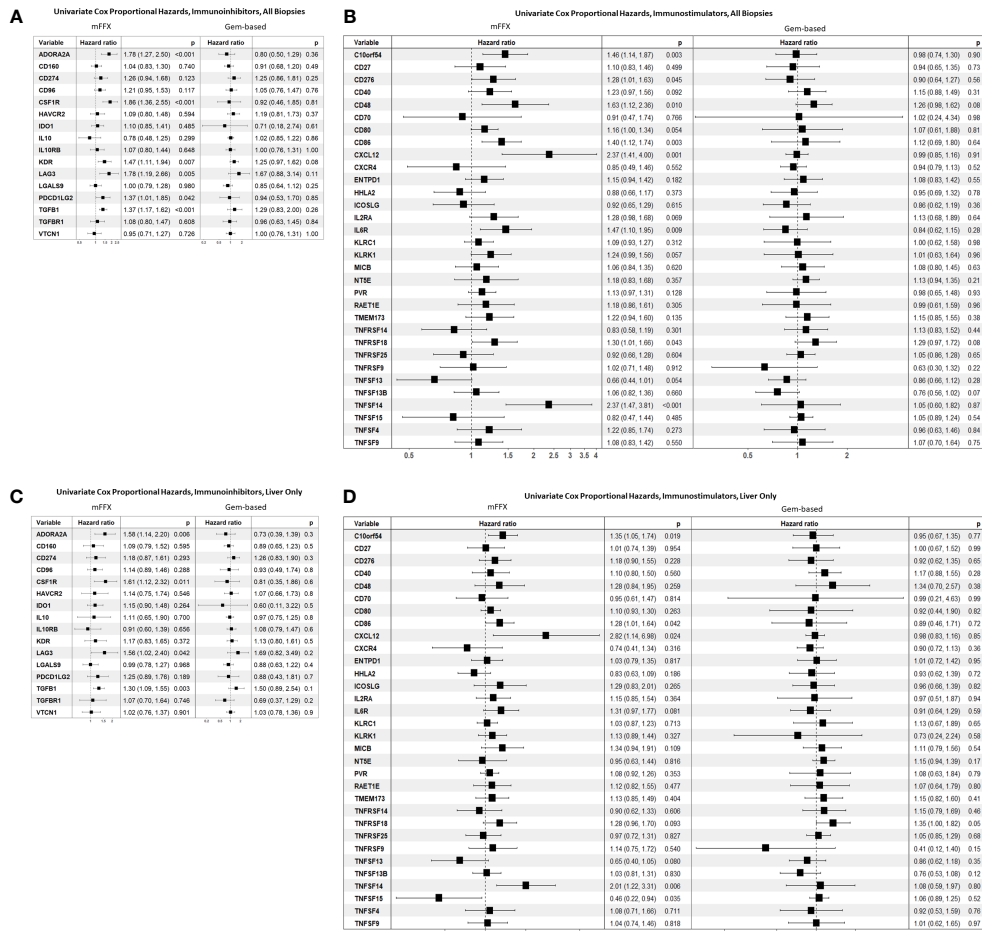 A
Univariate Cox Proportional Hazards, Immunoinhibitors, All Biopsies
mFFX Gem-based
Variable Hazard ratio p Hazard ratio p
ADORA2A 1.78 (1.27, 2.50) <0.001 0.80 (0.50, 1.29) 0.36
CD160 1.04 (0.83, 1.30) 0.740 0.91 (0.68, 1.20) 0.49
CD274 1.26 (0.94, 1.68) 0.123 1.25 (0.86, 1.81) 0.25
CD96 1.21 (0.95, 1.53) 0.117 1.05 (0.76, 1.47) 0.76
CSF1R 1.86 (1.36, 2.55) <0.001 0.92 (0.46, 1.85) 0.81
HAVCR2 1.09 (0.80, 1.48) 0.594 1.19 (0.81, 1.73) 0.37
IDO1 1.10 (0.85, 1.41) 0.485 0.71 (0.18, 2.74) 0.61
IL10 0.78 (0.48, 1.25) 0.299 1.02 (0.85, 1.22) 0.86
IL10RB 1.07 (0.80, 1.44) 0.648 1.00 (0.76, 1.31) 1.00
KDR 1.47 (1.11, 1.94) 0.007 1.25 (0.97, 1.62) 0.08
LAG3 1.78 (1.19, 2.66) 0.005 1.67 (0.88, 3.14) 0.11
LGALS9 1.00 (0.79, 1.28) 0.980 0.85 (0.64, 1.12) 0.25
PDCD1LG2 1.37 (1.01, 1.85) 0.042 0.94 (0.53, 1.70) 0.85
TGFB1 1.37 (1.17, 1.62) <0.001 1.29 (0.83, 2.00) 0.26
TGFBR1 1.08 (0.80, 1.47) 0.608 0.96 (0.63, 1.45) 0.84
VTCN1 0.95 (0.71, 1.27) 0.726 1.00 (0.76, 1.31) 1.00
0.5 1 1.5 2 2.5 0.5 1 2
B
Univariate Cox Proportional Hazards, Immunostimulators, All Biopsies
mFFX Gem-based
Variable Hazard ratio p Hazard ratio p
C10orf54 1.46 (1.14, 1.87) 0.003 0.98 (0.74, 1.30) 0.90
CD27 1.10 (0.83, 1.46) 0.499 0.94 (0.65, 1.35) 0.73
CD276 1.28 (1.01, 1.63) 0.045 0.90 (0.64, 1.27) 0.56
CD40 1.23 (0.97, 1.56) 0.092 1.15 (0.88, 1.49) 0.31
CD48 1.63 (1.12, 2.36) 0.010 1.26 (0.98, 1.62) 0.08
CD70 0.91 (0.47, 1.74) 0.766 1.02 (0.24, 4.34) 0.98
CD80 1.16 (1.00, 1.34) 0.054 1.07 (0.61, 1.88) 0.81
CD86 1.40 (1.12, 1.74) 0.003 1.12 (0.69, 1.80) 0.64
CXCL12 2.37 (1.41, 4.00) 0.001 0.99 (0.85, 1.16) 0.91
CXCR4 0.85 (0.49, 1.46) 0.552 0.94 (0.79, 1.13) 0.52
ENTPD1 1.15 (0.94, 1.42) 0.182 1.08 (0.83, 1.42) 0.55
HHLA2 0.88 (0.66, 1.17) 0.373 0.95 (0.69, 1.32) 0.78
ICOSLG 0.92 (0.65, 1.29) 0.615 0.86 (0.62, 1.19) 0.36
IL2RA 1.28 (0.98, 1.68) 0.069 1.13 (0.68, 1.89) 0.64
IL6R 1.47 (1.10, 1.95) 0.009 0.84 (0.62, 1.15) 0.28
KLRC1 1.09 (0.93, 1.27) 0.312 1.00 (0.62, 1.58) 0.98
KLRK1 1.24 (0.99, 1.56) 0.057 1.01 (0.63, 1.64) 0.96
MICB 1.06 (0.84, 1.35) 0.620 1.08 (0.80, 1.45) 0.63
NT5E 1.18 (0.83, 1.68) 0.357 1.13 (0.94, 1.35) 0.21
PVR 1.13 (0.97, 1.31) 0.128 0.98 (0.65, 1.48) 0.93
RAET1E 1.18 (0.86, 1.61) 0.305 0.99 (0.61, 1.59) 0.96
TMEM173 1.22 (0.94, 1.60) 0.135 1.15 (0.85, 1.55) 0.38
TNFRSF14 0.83 (0.58, 1.19) 0.301 1.13 (0.83, 1.52) 0.44
TNFRSF18 1.30 (1.01, 1.66) 0.043 1.29 (0.97, 1.72) 0.08
TNFRSF25 0.92 (0.66, 1.28) 0.604 1.05 (0.86, 1.28) 0.65
TNFRSF9 1.02 (0.71, 1.48) 0.912 0.63 (0.30, 1.32) 0.22
TNFSF13 0.66 (0.44, 1.01) 0.054 0.86 (0.66, 1.12) 0.28
TNFSF13B 1.06 (0.82, 1.36) 0.660 0.76 (0.56, 1.02) 0.07
TNFSF14 2.37 (1.47, 3.81) <0.001 1.05 (0.60, 1.82) 0.87
TNFSF15 0.82 (0.47, 1.44) 0.485 1.05 (0.89, 1.24) 0.54
TNFSF4 1.22 (0.85, 1.74) 0.273 0.96 (0.63, 1.46) 0.84
TNFSF9 1.08 (0.83, 1.42) 0.550 1.07 (0.70, 1.64) 0.75
0.5 1 1.5 2 2.5 3 3.5 4 0.5 1 2
C
Univariate Cox Proportional Hazards, Immunoinhibitors, Liver Only
mFFX Gem-based
Variable Hazard ratio p Hazard ratio p
ADORA2A 1.58 (1.14, 2.20) 0.006 0.73 (0.39, 1.39) 0.3
CD160 1.09 (0.79, 1.52) 0.595 0.89 (0.65, 1.23) 0.5
CD274 1.18 (0.87, 1.61) 0.293 1.26 (0.83, 1.90) 0.3
CD96 1.14 (0.89, 1.46) 0.288 0.93 (0.49, 1.74) 0.8
CSF1R 1.61 (1.12, 2.32) 0.011 0.81 (0.35, 1.86) 0.6
HAVCR2 1.14 (0.75, 1.74) 0.546 1.07 (0.66, 1.73) 0.8
IDO1 1.15 (0.90, 1.48) 0.264 0.60 (0.11, 3.22) 0.5
IL10 1.11 (0.65, 1.90) 0.700 0.97 (0.75, 1.25) 0.8
IL10RB 0.91 (0.60, 1.39) 0.656 1.08 (0.79, 1.47) 0.6
KDR 1.17 (0.83, 1.65) 0.372 1.13 (0.80, 1.61) 0.5
LAG3 1.56 (1.02, 2.40) 0.042 1.69 (0.82, 3.49) 0.2
LGALS9 0.99 (0.78, 1.27) 0.968 0.88 (0.63, 1.22) 0.4
PDCD1LG2 1.25 (0.89, 1.76) 0.189 0.88 (0.43, 1.81) 0.7
TGFB1 1.30 (1.09, 1.55) 0.003 1.50 (0.89, 2.54) 0.1
TGFBR1 1.07 (0.70, 1.64) 0.746 0.69 (0.37, 1.29) 0.2
VTCN1 1.02 (0.76, 1.37) 0.901 1.03 (0.78, 1.36) 0.9
D
Univariate Cox Proportional Hazards, Immunostimulators, Liver Only
mFFX Gem-based
Variable Hazard ratio p Hazard ratio p
C10orf54 1.35 (1.05, 1.74) 0.019 0.95 (0.67, 1.35) 0.77
CD27 1.01 (0.74, 1.39) 0.954 1.00 (0.67, 1.52) 0.99
CD276 1.18 (0.90, 1.55) 0.228 0.92 (0.62, 1.35) 0.65
CD40 1.10 (0.80, 1.50) 0.560 1.17 (0.88, 1.55) 0.28
CD48 1.28 (0.84, 1.95) 0.259 1.34 (0.70, 2.57) 0.38
CD70 0.95 (0.61, 1.47) 0.814 0.99 (0.21, 4.63) 0.99
CD80 1.10 (0.93, 1.30) 0.263 0.92 (0.44, 1.90) 0.82
CD86 1.28 (1.01, 1.64) 0.042 0.89 (0.46, 1.71) 0.72
CXCL12 2.82 (1.14, 6.98) 0.024 0.98 (0.83, 1.16) 0.85
CXCR4 0.74 (0.41, 1.34) 0.316 0.90 (0.72, 1.13) 0.36
ENTPD1 1.03 (0.79, 1.35) 0.817 1.01 (0.72, 1.42) 0.95
HHLA2 0.83 (0.63, 1.09) 0.186 0.93 (0.62, 1.39) 0.72
ICOSLG 1.29 (0.83, 2.01) 0.265 0.96 (0.66, 1.39) 0.82
IL2RA 1.15 (0.85, 1.54) 0.364 0.97 (0.51, 1.87) 0.94
IL6R 1.31 (0.97, 1.77) 0.081 0.91 (0.64, 1.29) 0.59
KLRC1 1.03 (0.87, 1.23) 0.713 1.13 (0.67, 1.89) 0.65
KLRK1 1.13 (0.89, 1.44) 0.327 0.73 (0.24, 2.24) 0.58
MICB 1.34 (0.94, 1.91) 0.109 1.11 (0.79, 1.56) 0.54
NT5E 0.95 (0.63, 1.44) 0.816 1.15 (0.94, 1.39) 0.17
PVR 1.08 (0.92, 1.26) 0.353 1.08 (0.63, 1.84) 0.79
RAET1E 1.12 (0.82, 1.55) 0.477 1.07 (0.64, 1.79) 0.80
TMEM173 1.13 (0.85, 1.49) 0.404 1.15 (0.82, 1.60) 0.41
TNFRSF14 0.90 (0.62, 1.33) 0.606 1.15 (0.79, 1.69) 0.46
TNFRSF18 1.28 (0.96, 1.70) 0.093 1.35 (1.00, 1.82) 0.05
TNFRSF25 0.97 (0.72, 1.31) 0.827 1.05 (0.85, 1.29) 0.68
TNFRSF9 1.14 (0.75, 1.72) 0.540 0.41 (0.12, 1.40) 0.15
TNFSF13 0.65 (0.40, 1.05) 0.080 0.86 (0.62, 1.18) 0.35
TNFSF13B 1.03 (0.81, 1.31) 0.830 0.76 (0.53, 1.08) 0.12
TNFSF14 2.01 (1.22, 3.31) 0.006 1.08 (0.59, 1.97) 0.80
TNFSF15 0.46 (0.22, 0.94) 0.035 1.06 (0.89, 1.25) 0.52
TNFSF4 1.08 (0.71, 1.66) 0.711 0.92 (0.53, 1.59) 0.76
TNFSF9 1.04 (0.74, 1.46) 0.818 1.01 (0.62, 1.65) 0.97